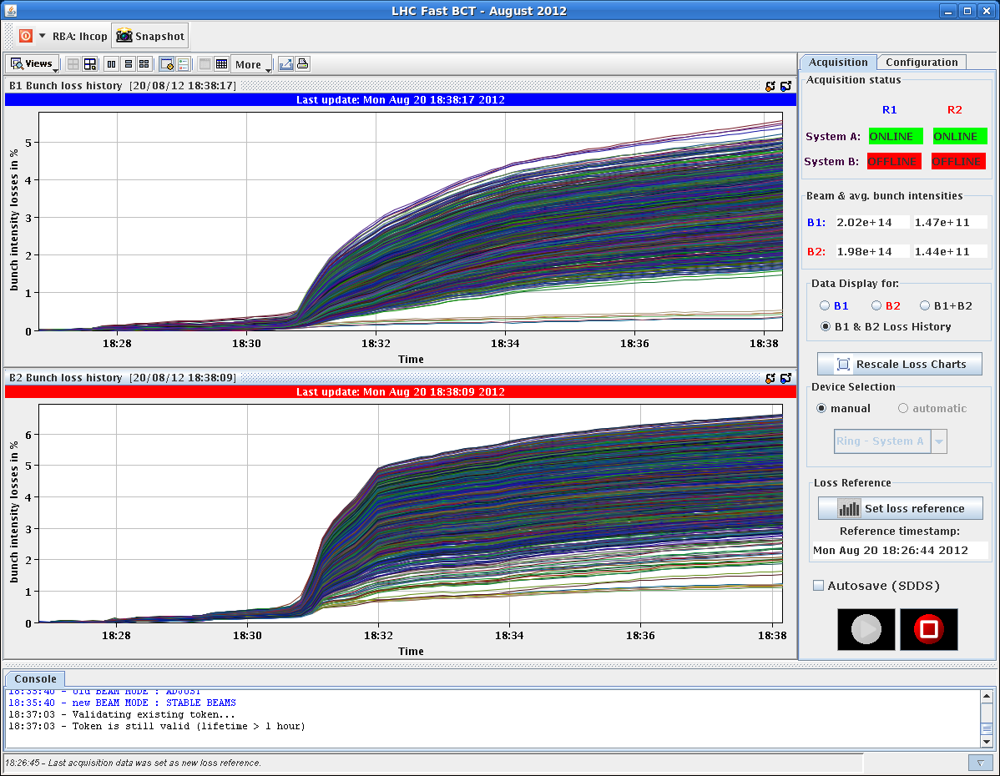 LHC Fast BCT - August 2012
RBA: lhcop Snapshot
Views More
B1 Bunch loss history [20/08/12 18:38:17]
Last update: Mon Aug 20 18:38:17 2012
bunch intensity losses in %
5
4
3
2
1
0
18:28 18:30 18:32 18:34 18:36 18:38
Time
B2 Bunch loss history [20/08/12 18:38:09]
Last update: Mon Aug 20 18:38:09 2012
bunch intensity losses in %
6
5
4
3
2
1
0
18:28 18:30 18:32 18:34 18:36 18:38
Time
Acquisition Configuration
Acquisition status
R1 R2
System A: ONLINE ONLINE
System B: OFFLINE OFFLINE
Beam & avg. bunch intensities
B1: 2.02e+14 1.47e+11
B2: 1.98e+14 1.44e+11
Data Display for:
B1 B2 B1+B2
B1 & B2 Loss History
Rescale Loss Charts
Device Selection
manual automatic
Ring - System A
Loss Reference
Set loss reference
Reference timestamp:
Mon Aug 20 18:26:44 2012
Autosave (SDDS)
Console
18:35:40 - old BEAM MODE : ADJUST
18:35:40 - new BEAM MODE : STABLE BEAMS
18:37:03 - Validating existing token...
18:37:03 - Token is still valid (lifetime > 1 hour)
18:26:45 - Last acquisition data was set as new loss reference.